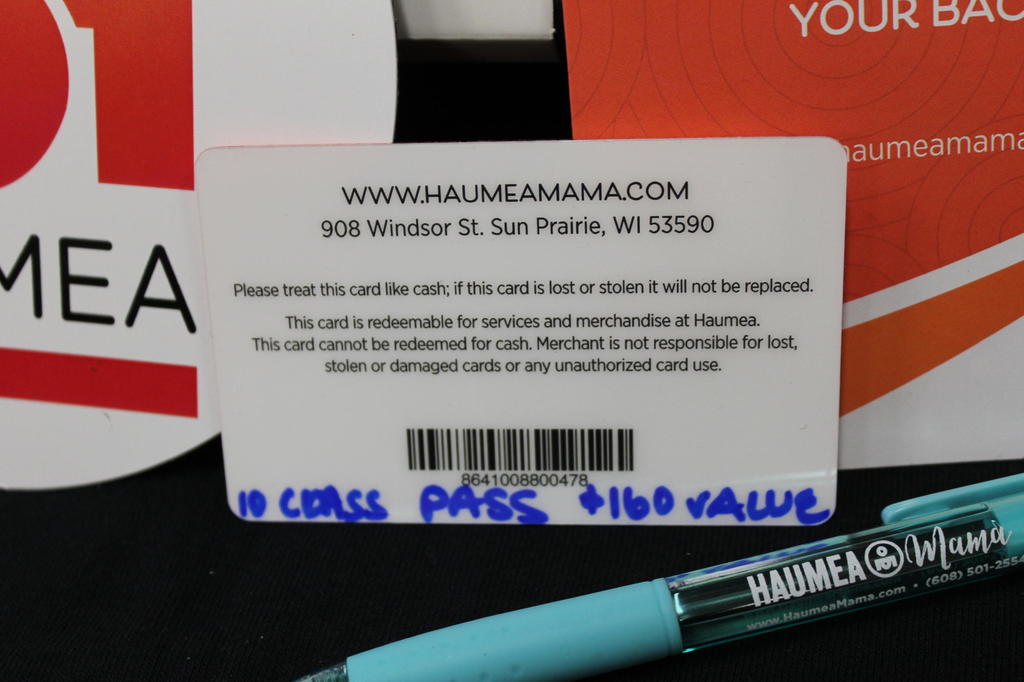 YOUR BAC
haumeamama
MEA
WWW.HAUMEAMAMA.COM
908 Windsor St. Sun Prairie, WI 53590
Please treat this card like cash; if this card is lost or stolen it will not be replaced.
This card is redeemable for services and merchandise at Haumea.
This card cannot be redeemed for cash. Merchant is not responsible for lost,
stolen or damaged cards or any unauthorized card use.
8641008800478
10 CLASS PASS $160 VALUE
HAUMEA Mama
www.HaumeaMama.com • (608) 501-2554